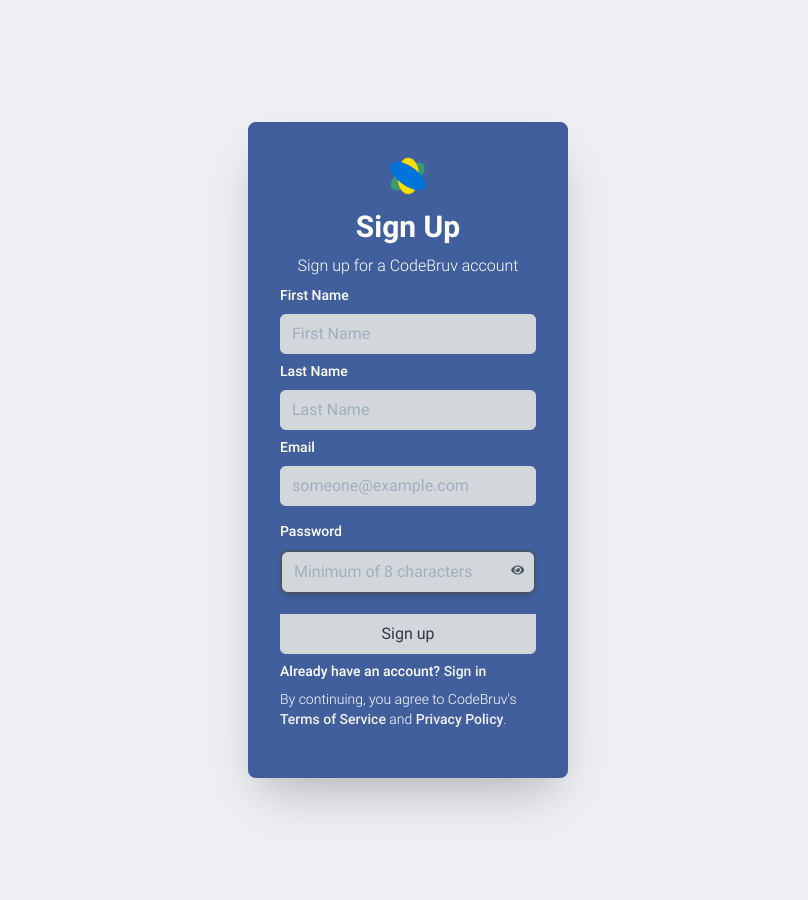 Sign Up
Sign up for a CodeBruv account
First Name
First Name
Last Name
Last Name
Email
someone@example.com
Password
Minimum of 8 characters
Sign up
Already have an account? Sign in
By continuing, you agree to CodeBruv's
Terms of Service and Privacy Policy.